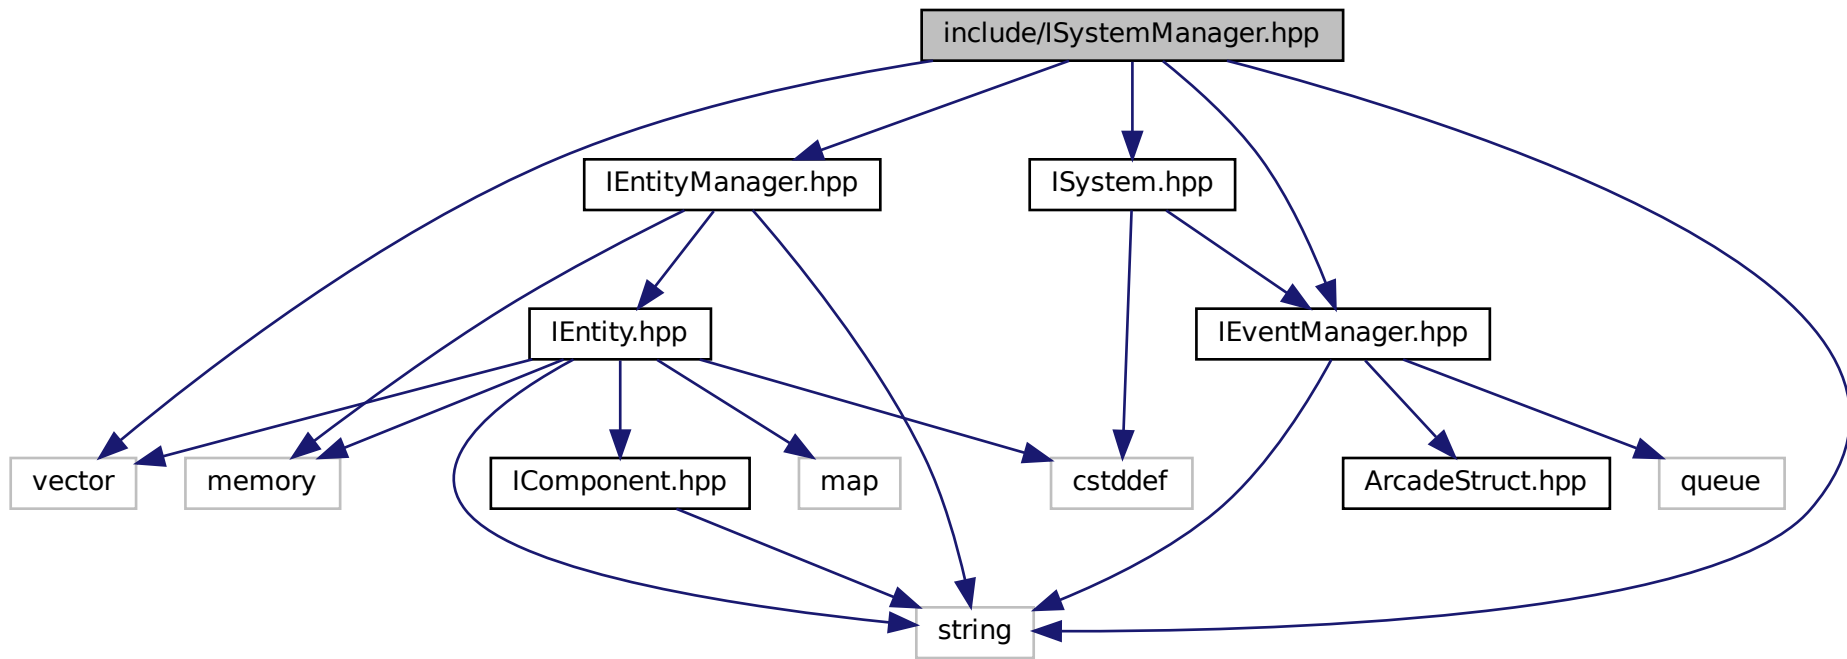 include/ISystemManager.hpp
IEntityManager.hpp
ISystem.hpp
IEntity.hpp
IEventManager.hpp
vector
memory
IComponent.hpp
map
cstddef
ArcadeStruct.hpp
queue
string